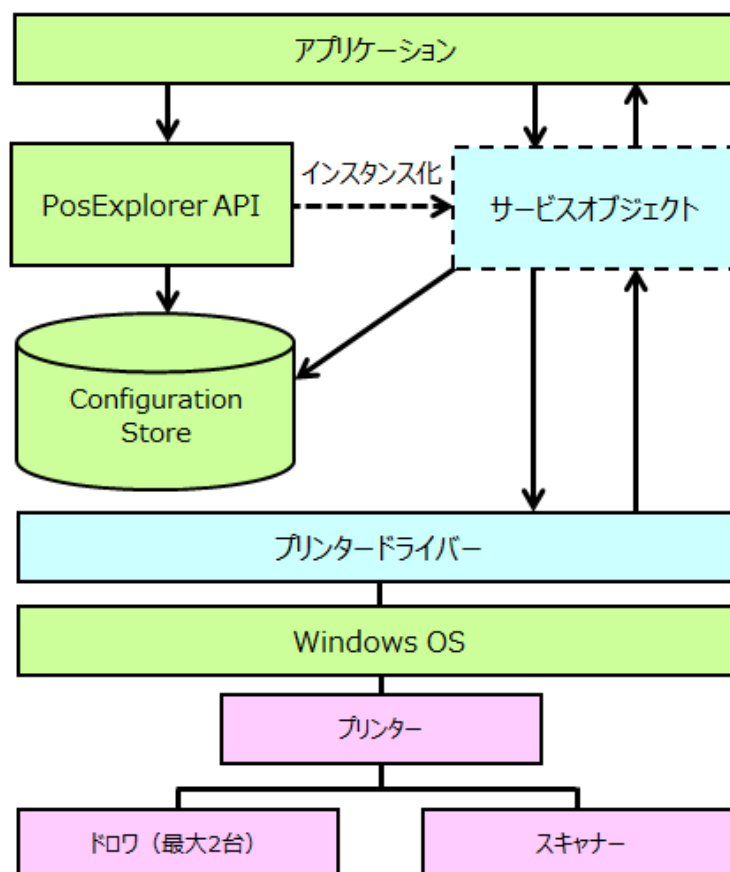 アプリケーション
PosExplorer API
インスタンス化
サービスオブジェクト
Configuration
Store
プリンタードライバー
Windows OS
プリンター
ドロワ（最大2台）
スキャナー